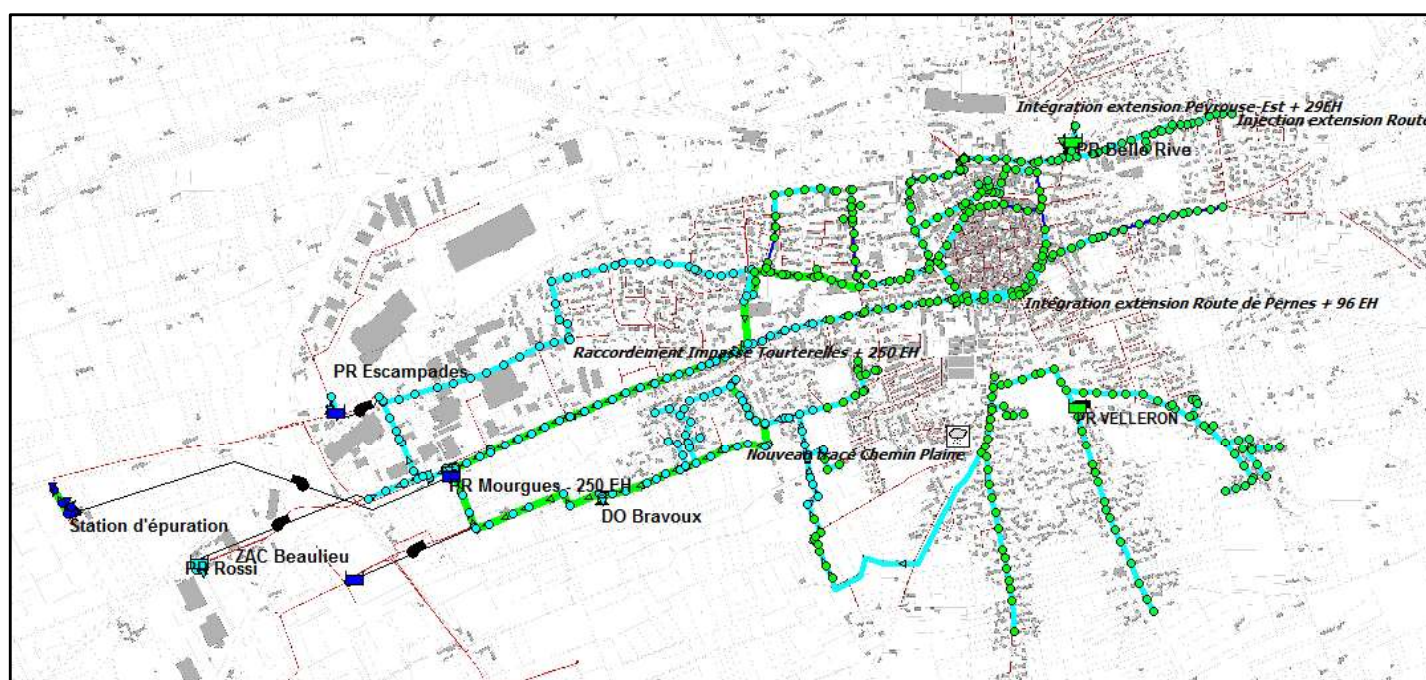 Intégration extension Peyrouse-Est + 29EH
Injection extension Route
PR Belle Rive
Intégration extension Route de Pernes + 96 EH
Raccordement Impasse Tourterelles + 250 EH
PR Escampades
PR VELLERON
Nouveau tracé Chemin Plaine
PR Mourgues - 250 EH
DO Bravoux
Station d'épuration
ZAC Beaulieu
PR Rossi